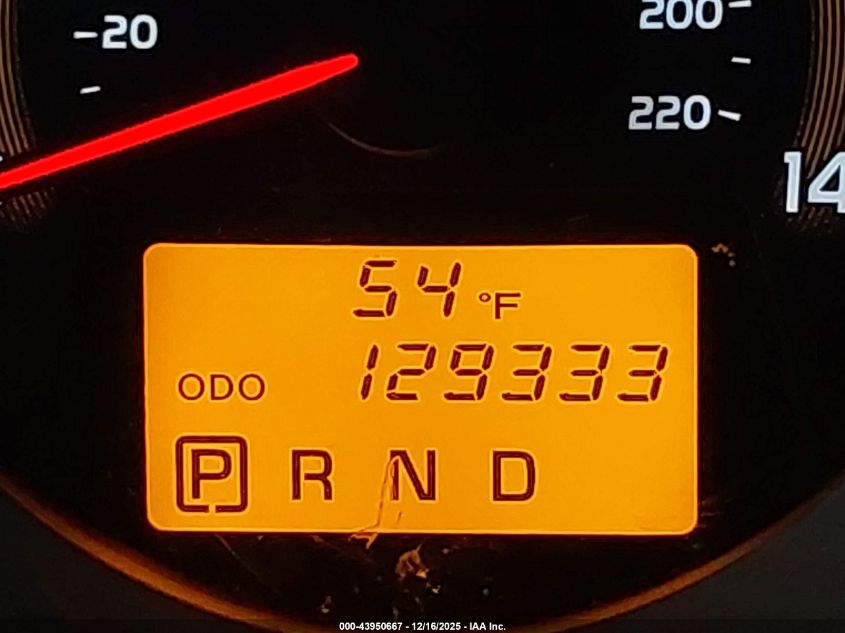 -20
200-
220-
14
54 °F
ODO 129333
P R N D
000-43950667 - 12/16/2025 - IAA Inc.